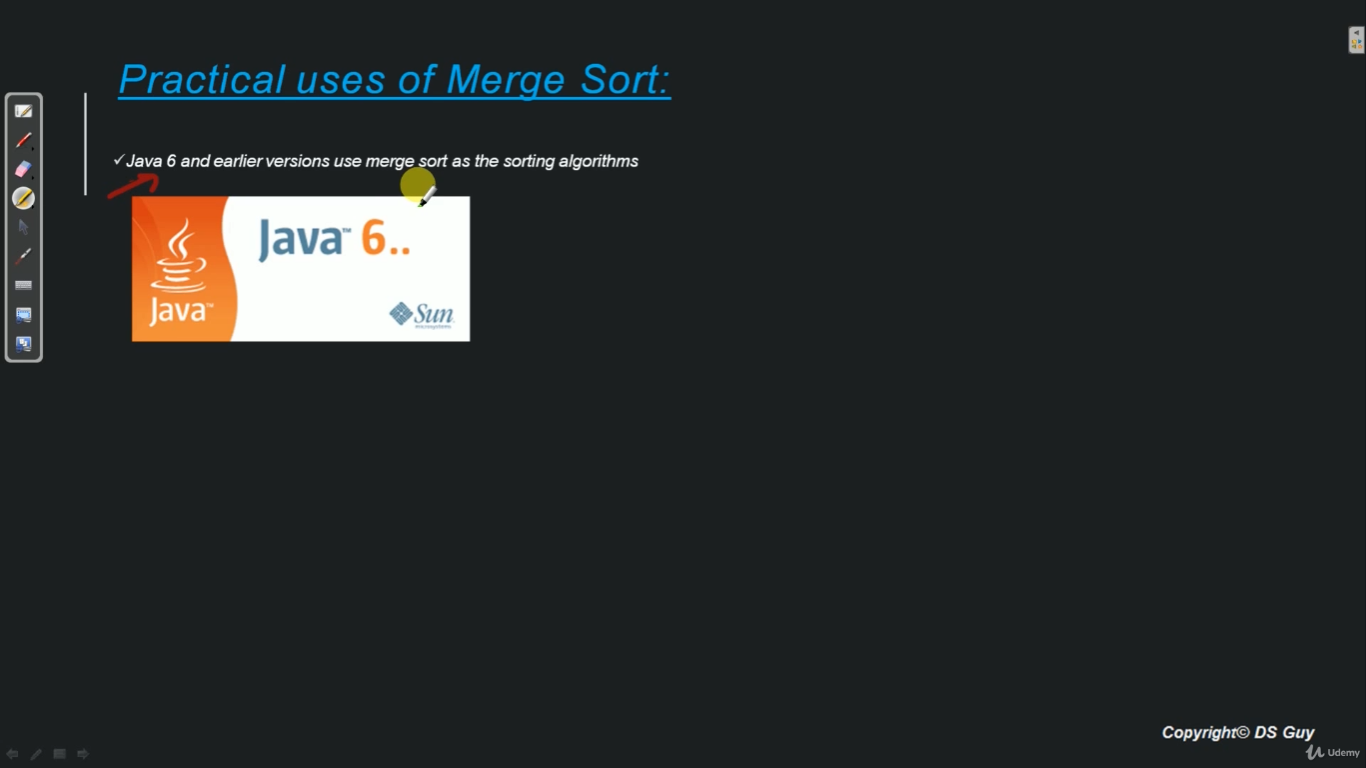 Practical uses of Merge Sort:
✓Java 6 and earlier versions use merge sort as the sorting algorithms
Java™ 6..
Java™
Sun
microsystems
Copyright© DS Guy
Udemy